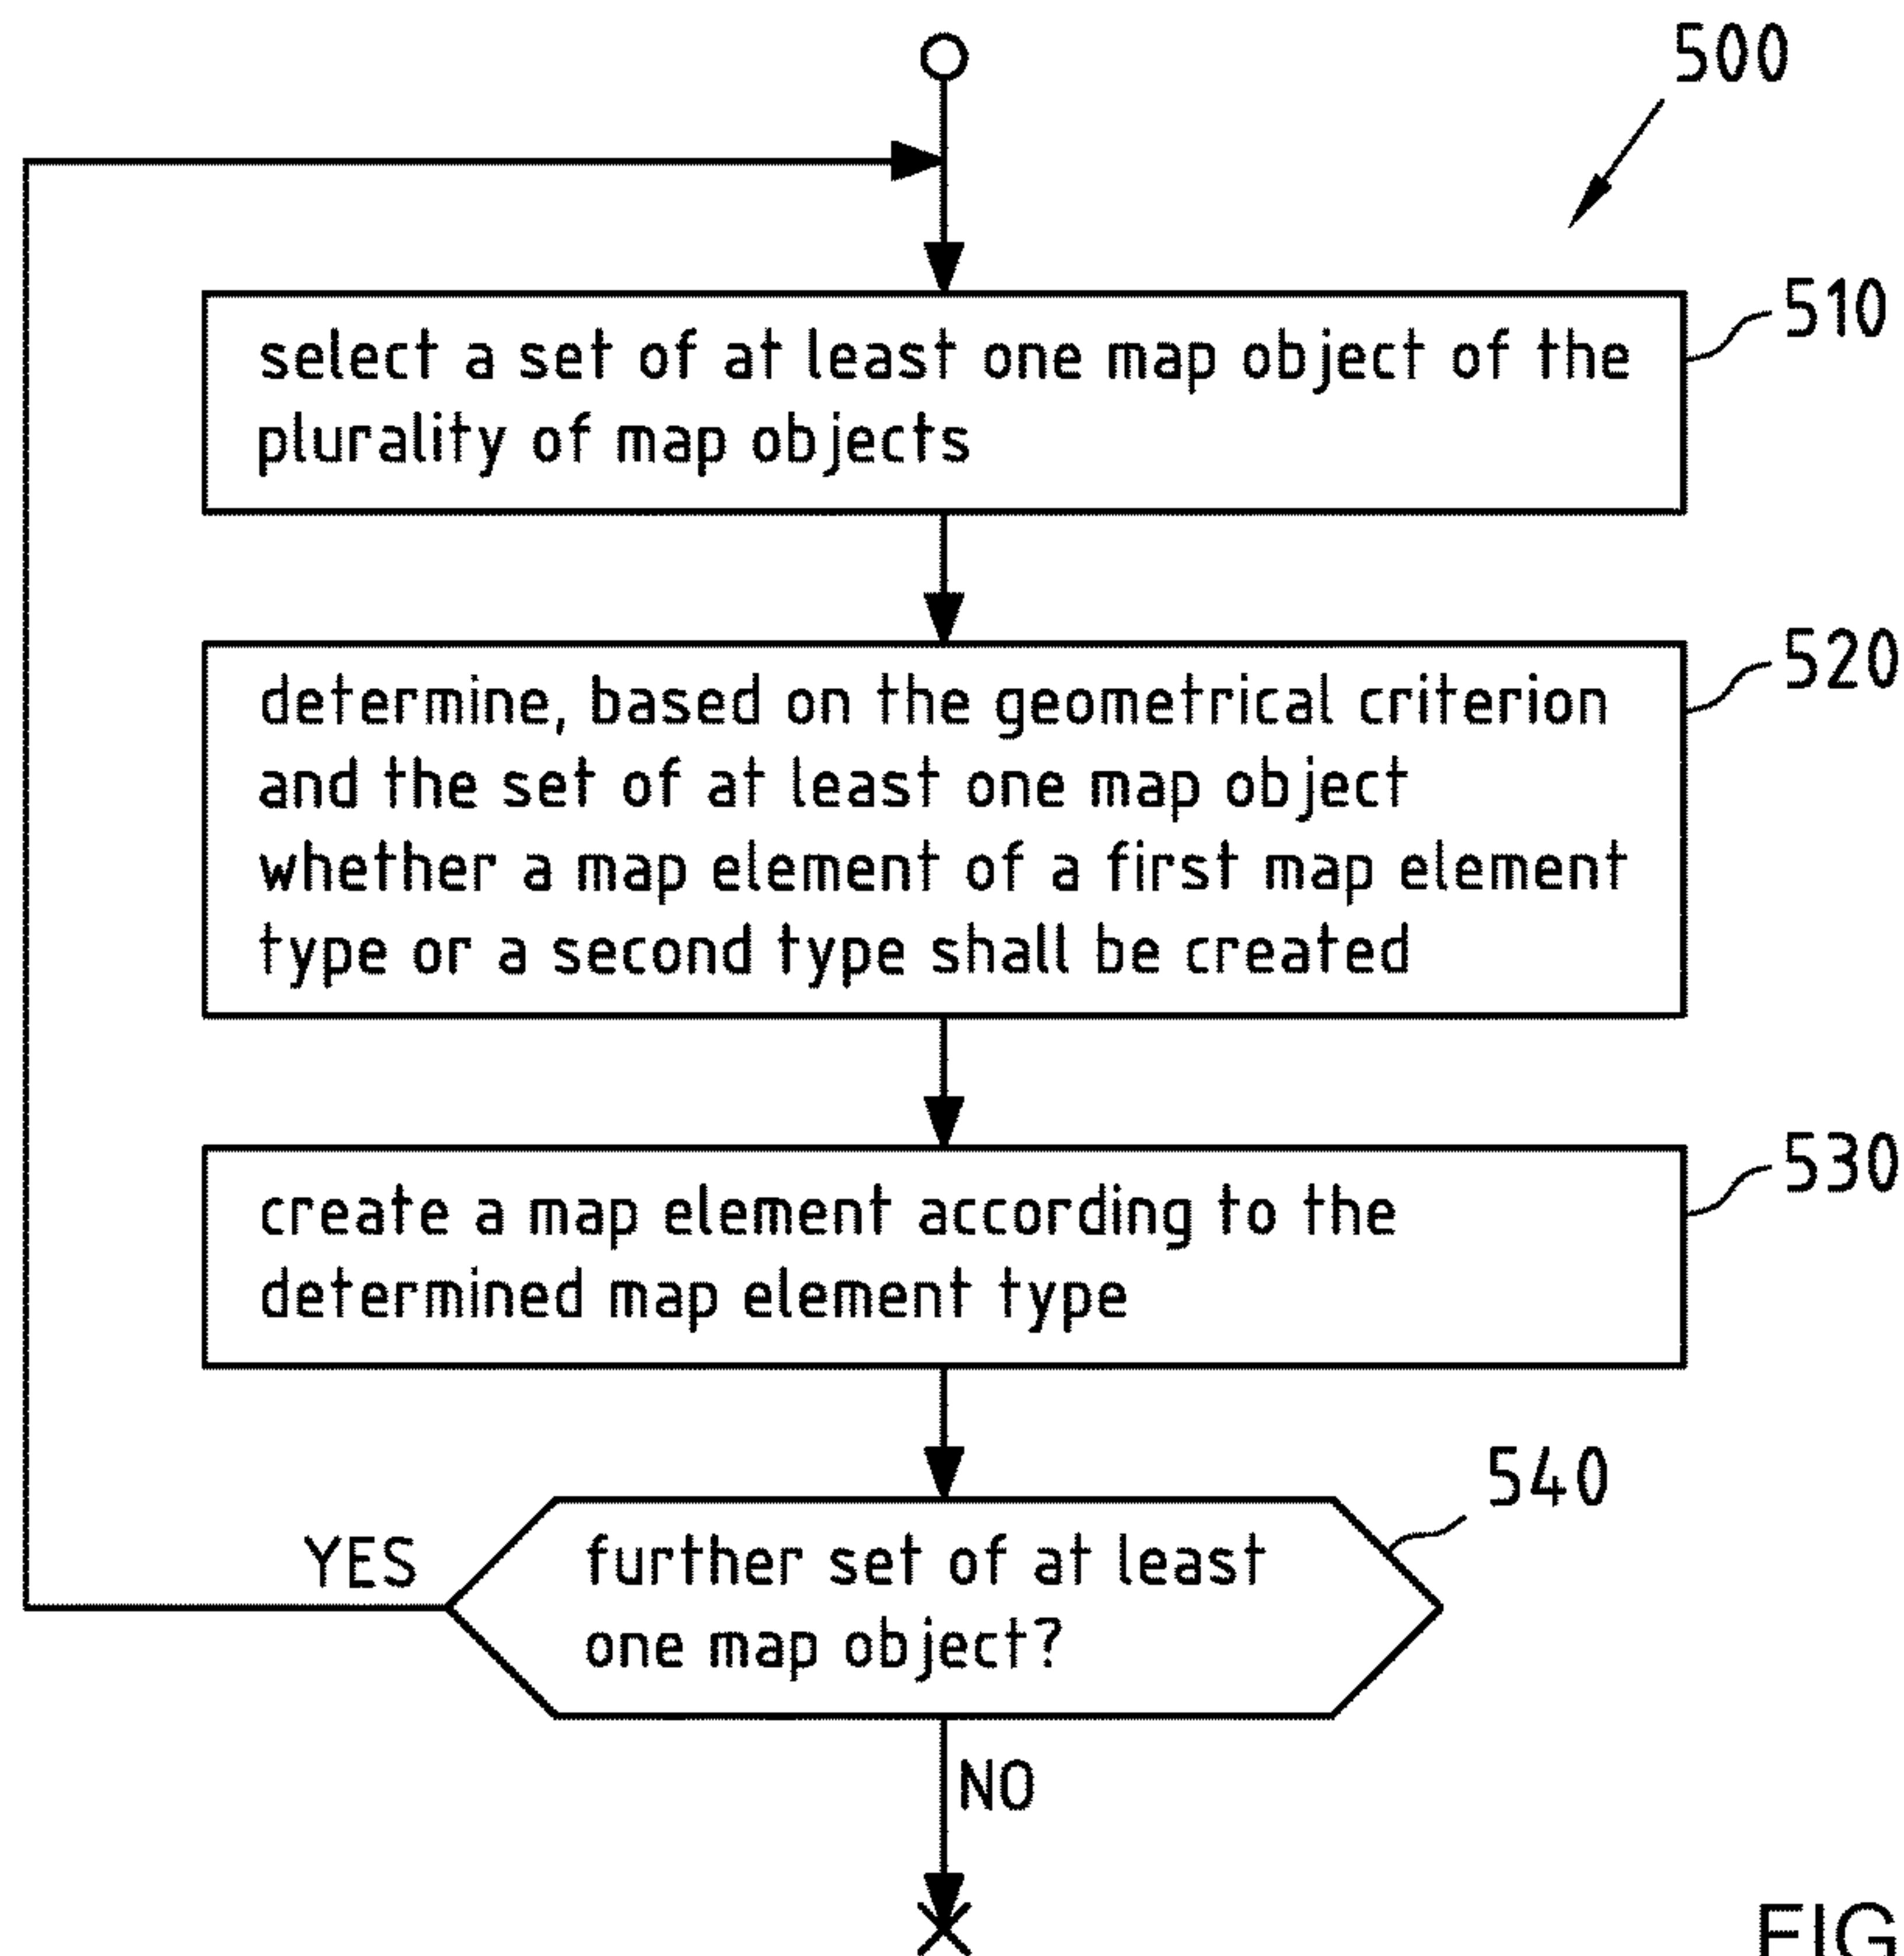 500
select a set of at least one map object of the
plurality of map objects
510
determine, based on the geometrical criterion
and the set of at least one map object
whether a map element of a first map element
type or a second type shall be created
520
create a map element according to the
determined map element type
530
540
YES
further set of at least
one map object?
NO
FIG